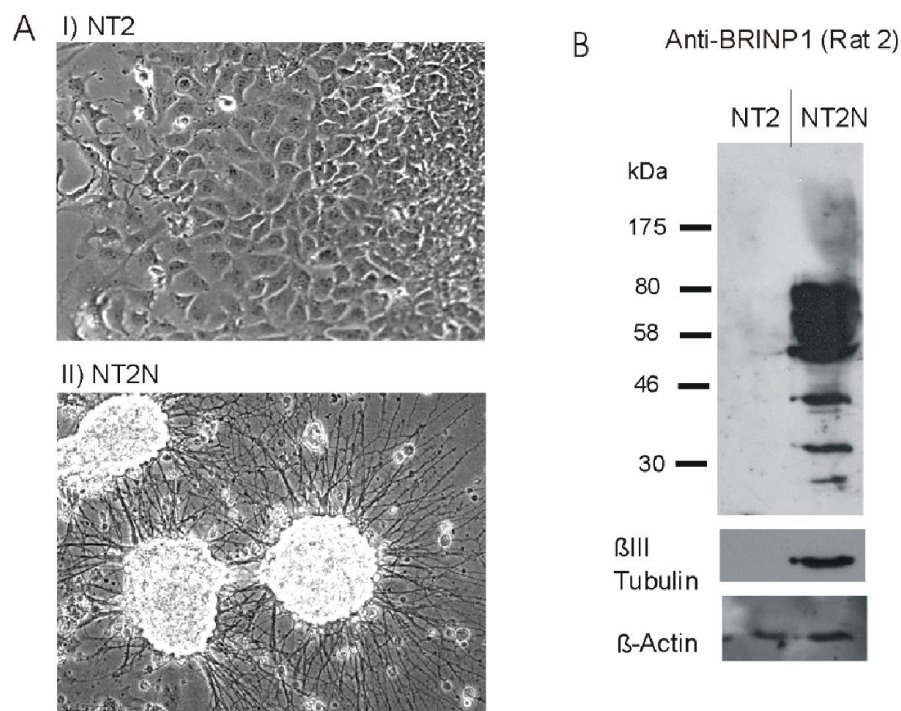 A
I) NT2
II) NT2N
B
Anti-BRINP1 (Rat 2)
NT2
NT2N
kDa
175
80
58
46
30
ßIII
Tubulin
ß-Actin